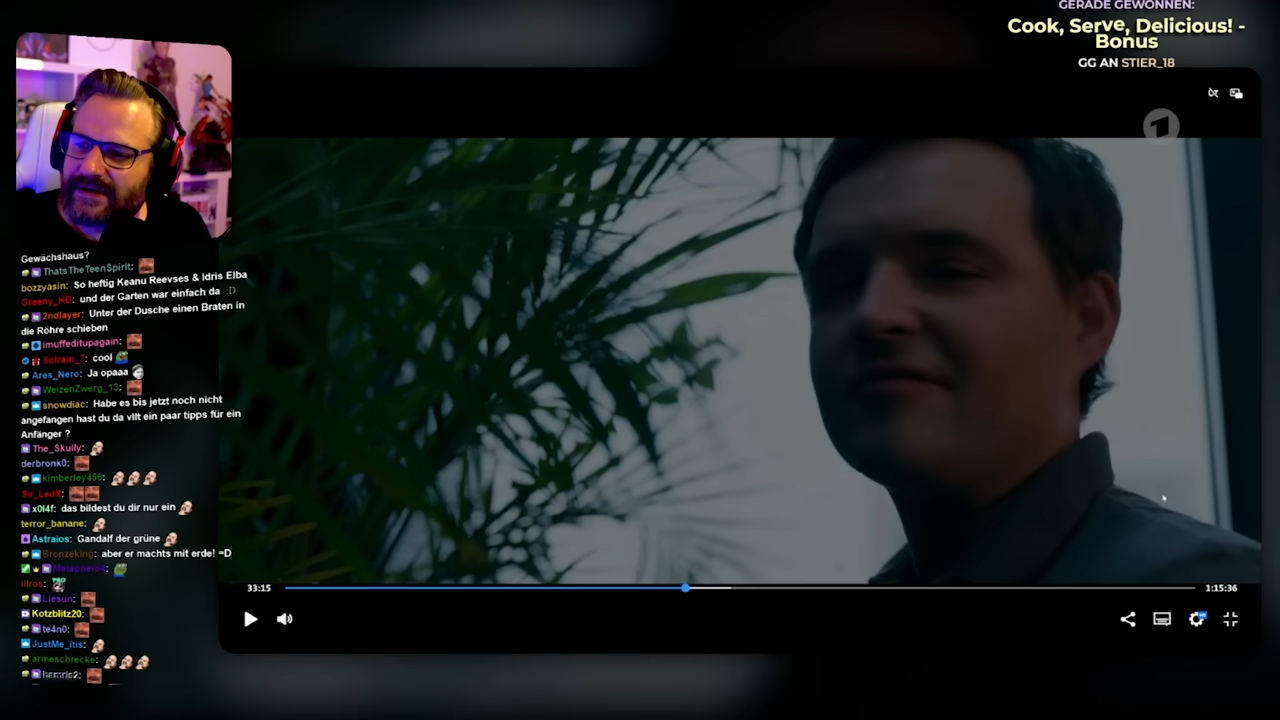 GERADE GEWONNEN:
Cook, Serve, Delicious! -
Bonus
GG AN STIER_18
Gewächshaus?
ThatsTheTeenSpirit:
bozzyasin: So heftig Keanu Reevses & Idris Elba
Greeny_HD: und der Garten war einfach da :D
2ndlayer: Unter der Dusche einen Braten in
die Röhre schieben
imuffeditupagain:
Solrain_7: cool
Ares_Nero: Ja opaaa
WeizenZwerg_13:
snowdiac: Habe es bis jetzt noch nicht
angefangen hast du da vllt ein paar tipps für ein
Anfänger ?
The_Skully:
derbronk0:
kimberley456:
Sir_LedX:
x0l4f: das bildest du dir nur ein
terror_banane:
Astraios: Gandalf der grüne
Bronzeking: aber er machts mit erde! =D
illros:
Liesun:
Kotzblitz20:
te4n0:
JustMe_itis:
armeschrecke:
33:15
1:15:36